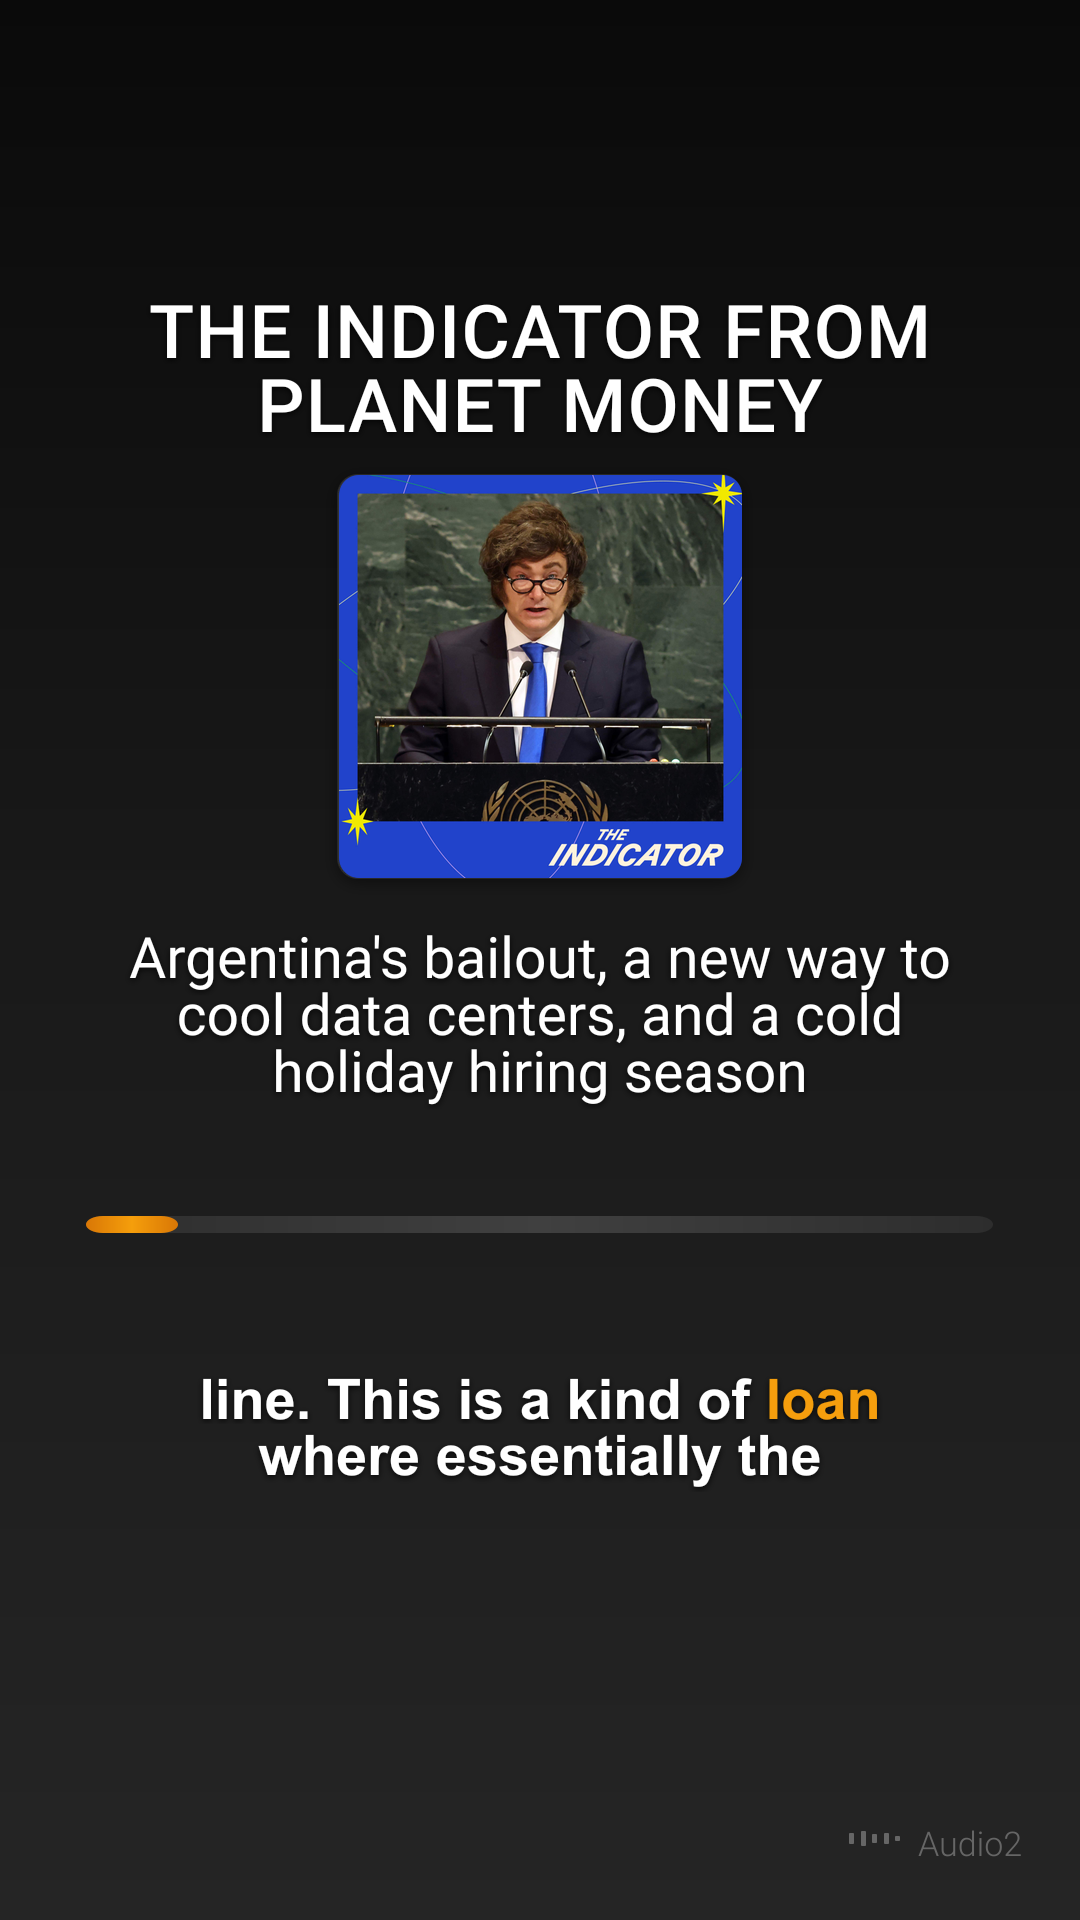 THE INDICATOR FROM
PLANET MONEY
THE
INDICATOR
Argentina's bailout, a new way to
cool data centers, and a cold
holiday hiring season
line. This is a kind of loan
where essentially the
Audio2